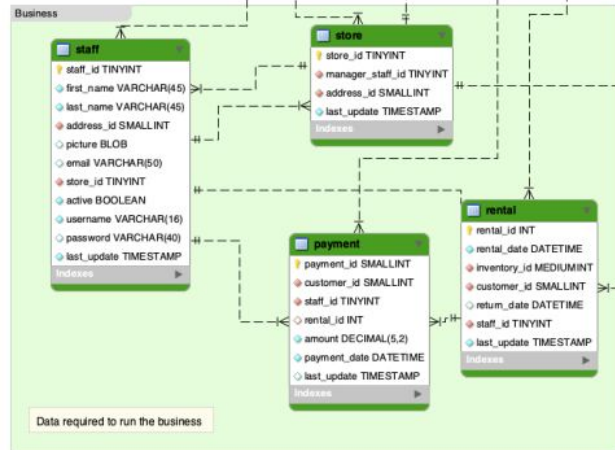 Business
staff
staff_id TINYINT
first_name VARCHAR(45)
last_name VARCHAR(45)
address_id SMALLINT
picture BLOB
email VARCHAR(50)
store_id TINYINT
active BOOLEAN
username VARCHAR(16)
password VARCHAR(40)
last_update TIMESTAMP
Indexes
store
store_id TINYINT
manager_staff_id TINYINT
address_id SMALLINT
last_update TIMESTAMP
Indexes
payment
payment_id SMALLINT
customer_id SMALLINT
staff_id TINYINT
rental_id INT
amount DECIMAL(5,2)
payment_date DATETIME
last_update TIMESTAMP
Indexes
rental
rental_id INT
rental_date DATETIME
inventory_id MEDIUMINT
customer_id SMALLINT
return_date DATETIME
staff_id TINYINT
last_update TIMESTAMP
Indexes
Data required to run the business